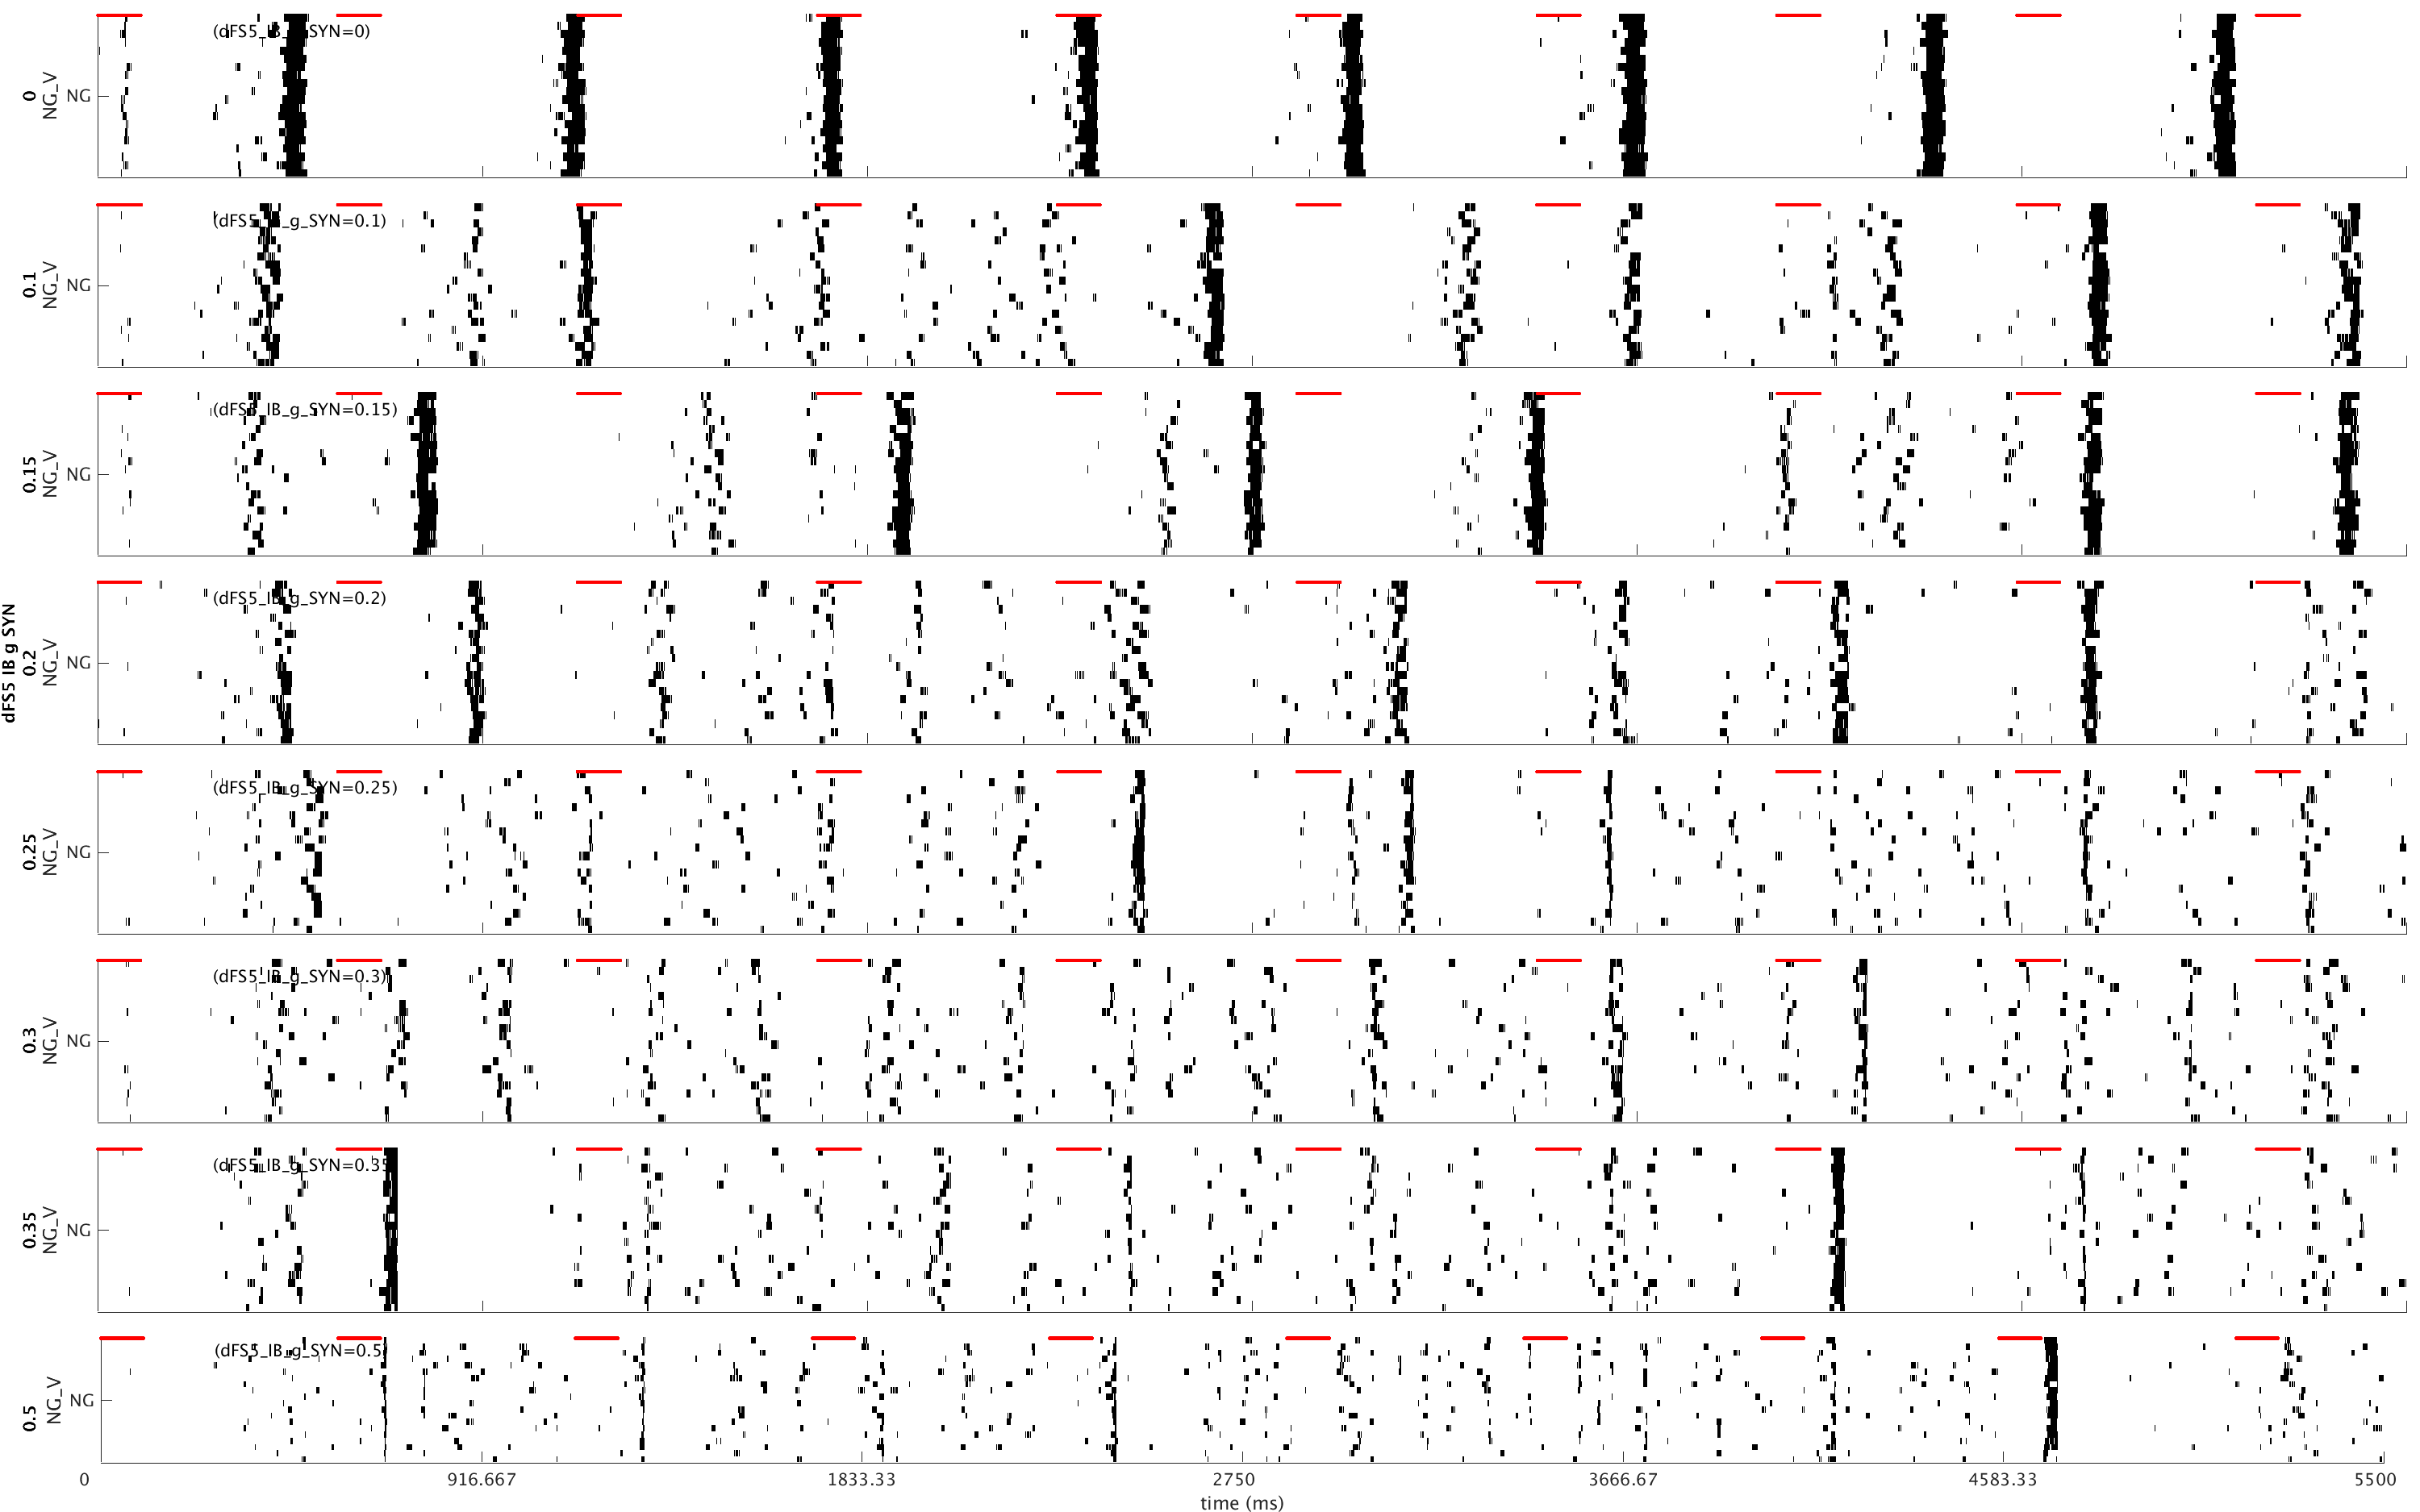 (dFS5_IB_g_SYN=0)
0
NG_V
NG
(dFS5_IB_g_SYN=0.1)
0.1
NG_V
NG
(dFS5_IB_g_SYN=0.15)
0.15
NG_V
NG
dFS5 IB g SYN
(dFS5_IB_g_SYN=0.2)
0.2
NG_V
NG
(dFS5_IB_g_SYN=0.25)
0.25
NG_V
NG
(dFS5_IB_g_SYN=0.3)
0.3
NG_V
NG
(dFS5_IB_g_SYN=0.35
0.35
NG_V
NG
(dFS5_IB_g_SYN=0.5)
0.5
NG_V
NG
0 916.667 1833.33 2750 3666.67 4583.33 5500
time (ms)